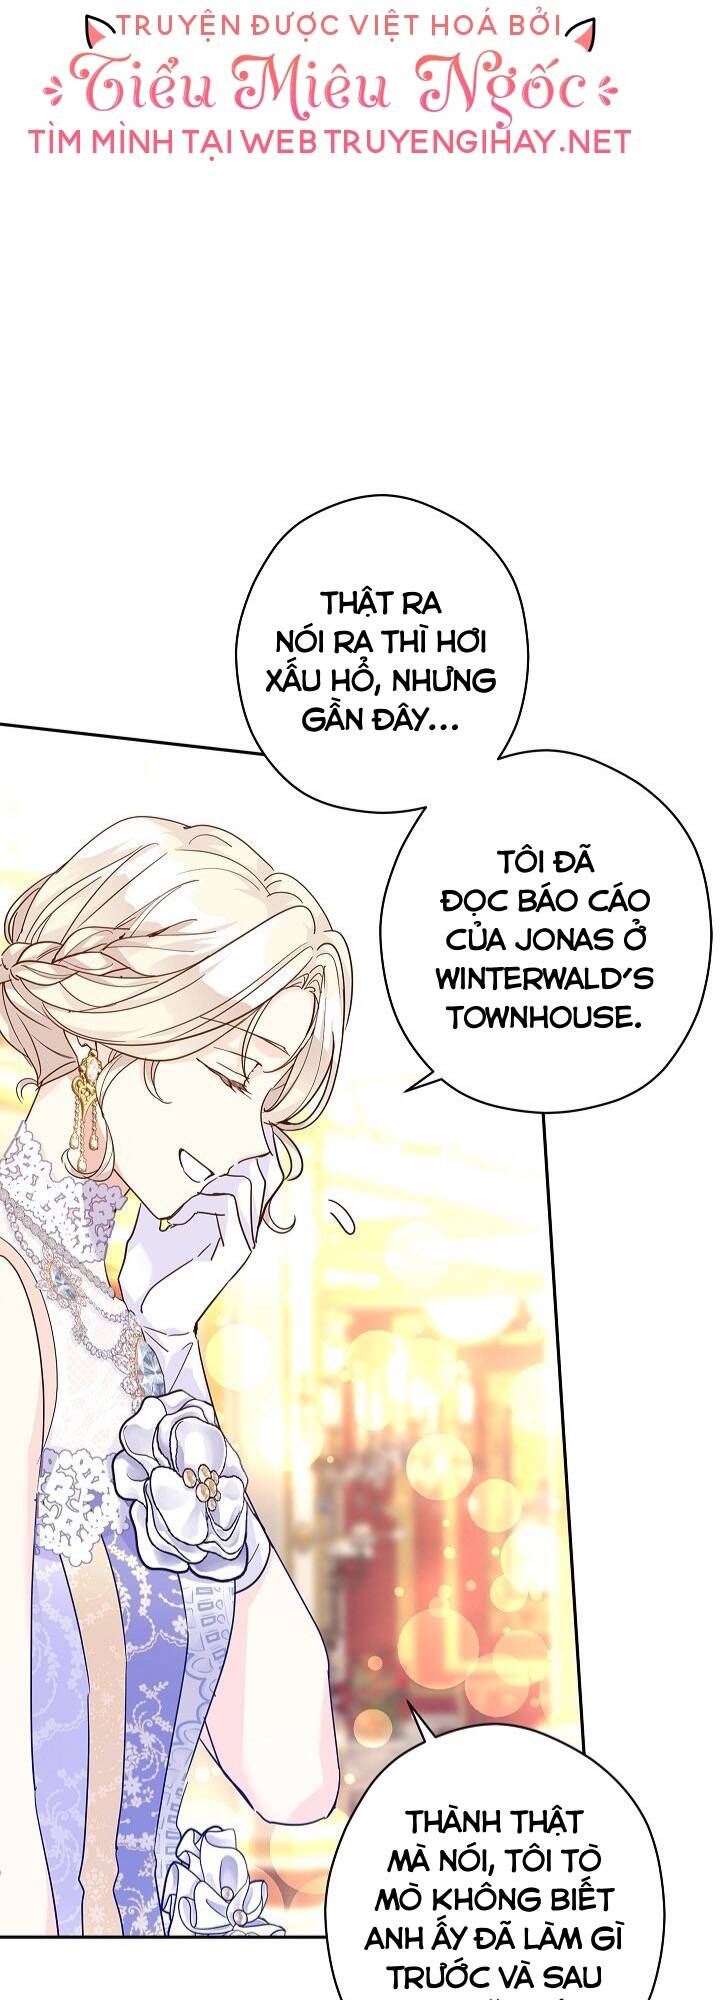 TRUYỆN ĐƯỢC VIỆT HOÁ BỞI
Tiểu Miêu Ngốc
TÌM MÌNH TẠI WEB TRUYENGIHAY.NET
THẬT RA
NÓI RA THÌ HƠI
XẤU HỔ, NHƯNG
GẦN ĐÂY...
TÔI ĐÃ
ĐỌC BÁO CÁO
CỦA JONAS Ở
WINTERWALD'S
TOWNHOUSE.
THÀNH THẬT
MÀ NÓI, TÔI TÒ
MÒ KHÔNG BIẾT
ANH ẤY ĐÃ LÀM GÌ
TRƯỚC VÀ SAU